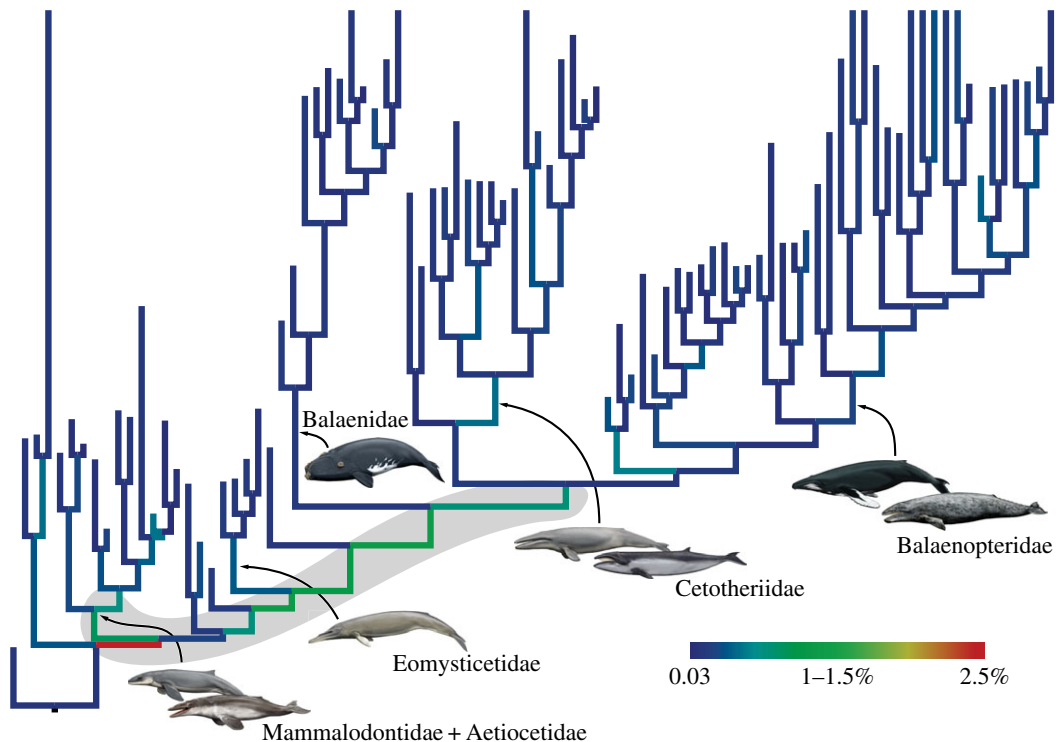 Balaenidae
Balaenopteridae
Cetotheriidae
Eomysticetidae
0.03 1–1.5% 2.5%
Mammalodontidae + Aetiocetidae